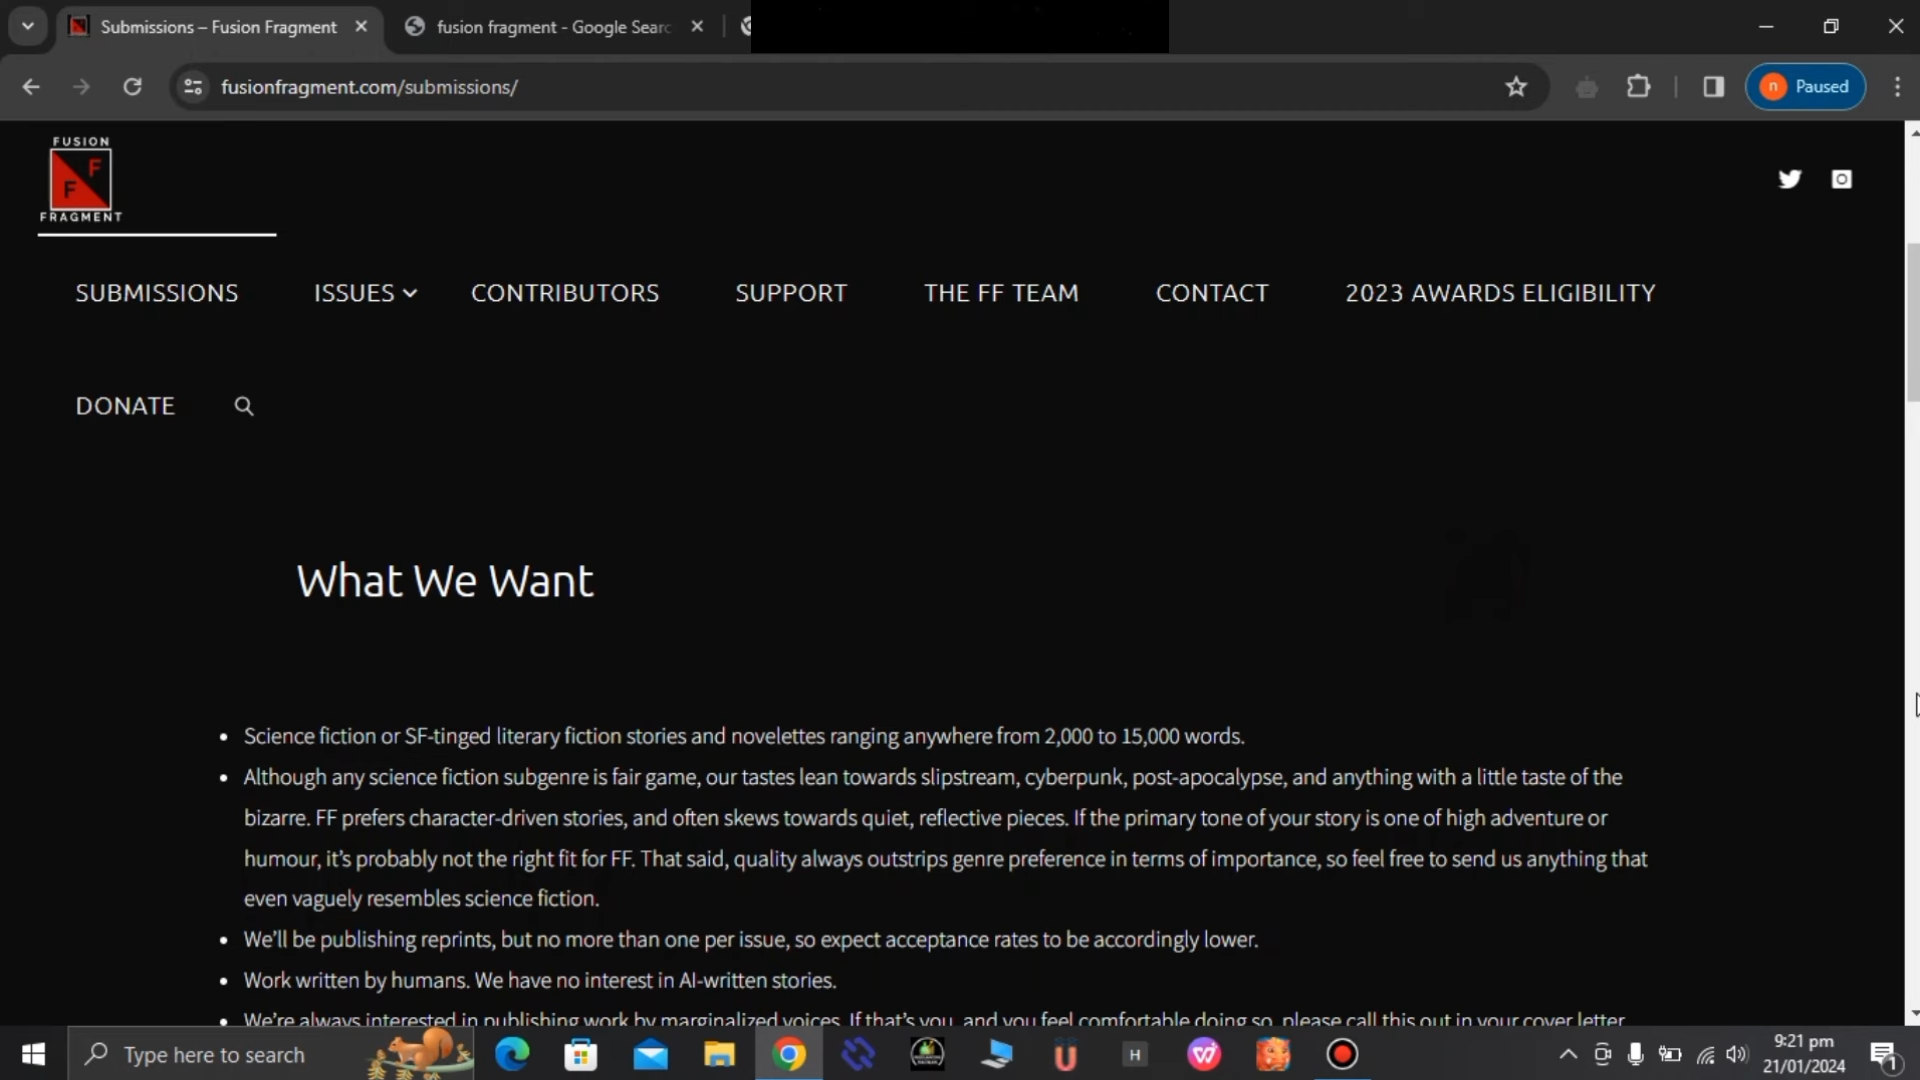 Submissions – Fusion Fragment
fusion fragment - Google Searc
fusionfragment.com/submissions/
n Paused
FUSION
F
F
FRAGMENT
SUBMISSIONS ISSUES CONTRIBUTORS SUPPORT THE FF TEAM CONTACT 2023 AWARDS ELIGIBILITY
DONATE
What We Want
• Science fiction or SF-tinged literary fiction stories and novelettes ranging anywhere from 2,000 to 15,000 words.
• Although any science fiction subgenre is fair game, our tastes lean towards slipstream, cyberpunk, post-apocalypse, and anything with a little taste of the
bizarre. FF prefers character-driven stories, and often skews towards quiet, reflective pieces. If the primary tone of your story is one of high adventure or
humour, it's probably not the right fit for FF. That said, quality always outstrips genre preference in terms of importance, so feel free to send us anything that
even vaguely resembles science fiction.
• We'll be publishing reprints, but no more than one per issue, so expect acceptance rates to be accordingly lower.
• Work written by humans. We have no interest in AI-written stories.
• We're always interested in publishing work by marginalized voices. If that's you, and you feel comfortable doing so, please call this out in your cover letter
Type here to search
H
9:21 pm
21/01/2024
1